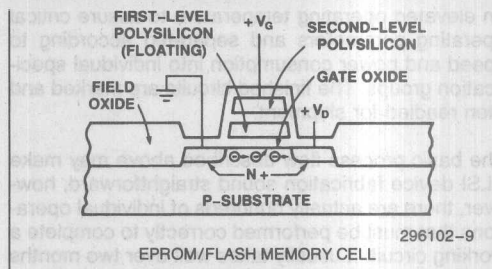 FIRST-LEVEL
POLYSILICON
(FLOATING)
+ VG
SECOND-LEVEL
POLYSILICON
GATE OXIDE
FIELD
OXIDE
+ VD
N +
P-SUBSTRATE
296102-9
EPROM/FLASH MEMORY CELL